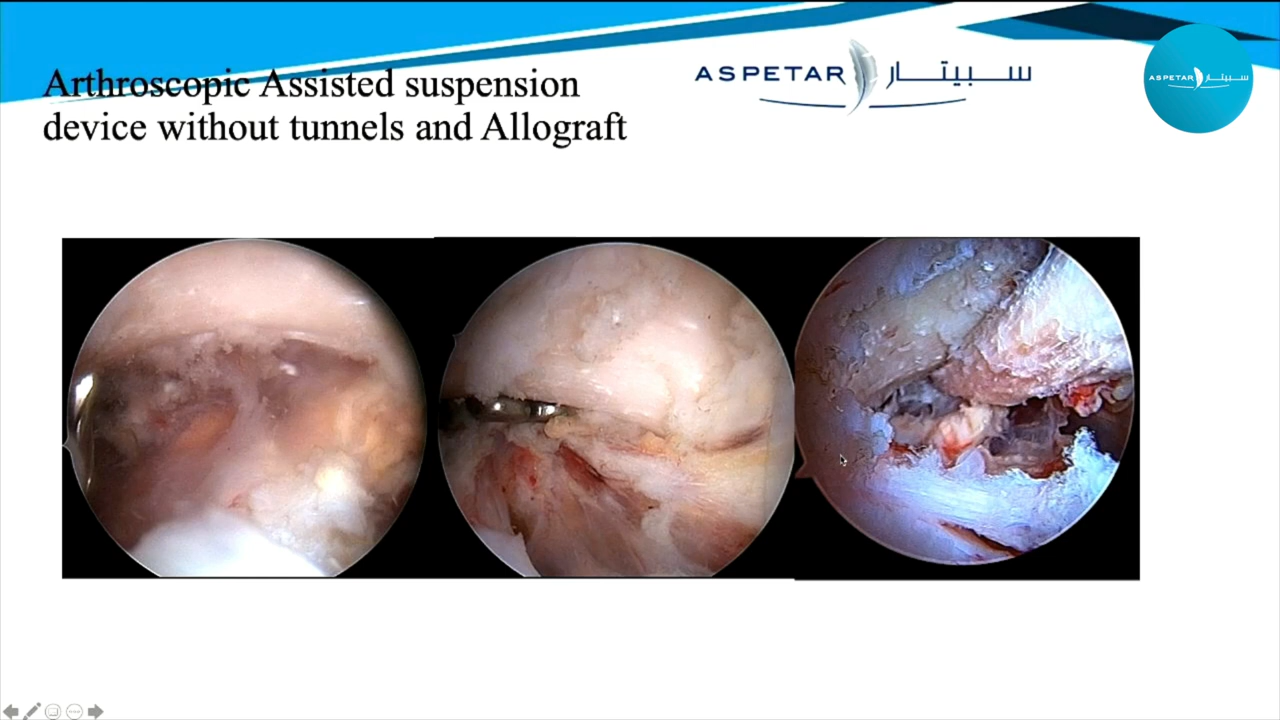 Arthroscopic Assisted suspension
device without tunnels and Allograft
ASPETAR سبيتار
ASPETAR سبيتار